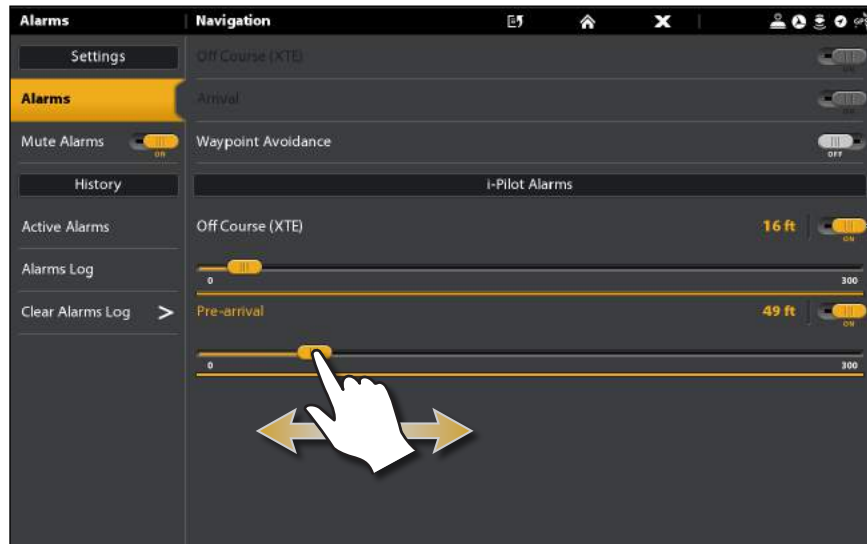 Alarms
Navigation
Settings
Off Course (XTE)
ON
Alarms
Arrival
ON
Mute Alarms
ON
Waypoint Avoidance
OFF
History
i-Pilot Alarms
Active Alarms
Off Course (XTE)
16 ft
ON
Alarms Log
0
300
Clear Alarms Log >
Pre-arrival
49 ft
ON
0
300